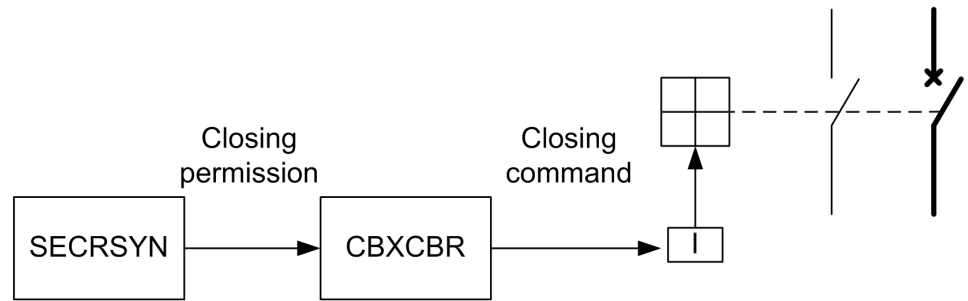 Closing
permission
Closing
command
SECRSYN
CBXCBR
I